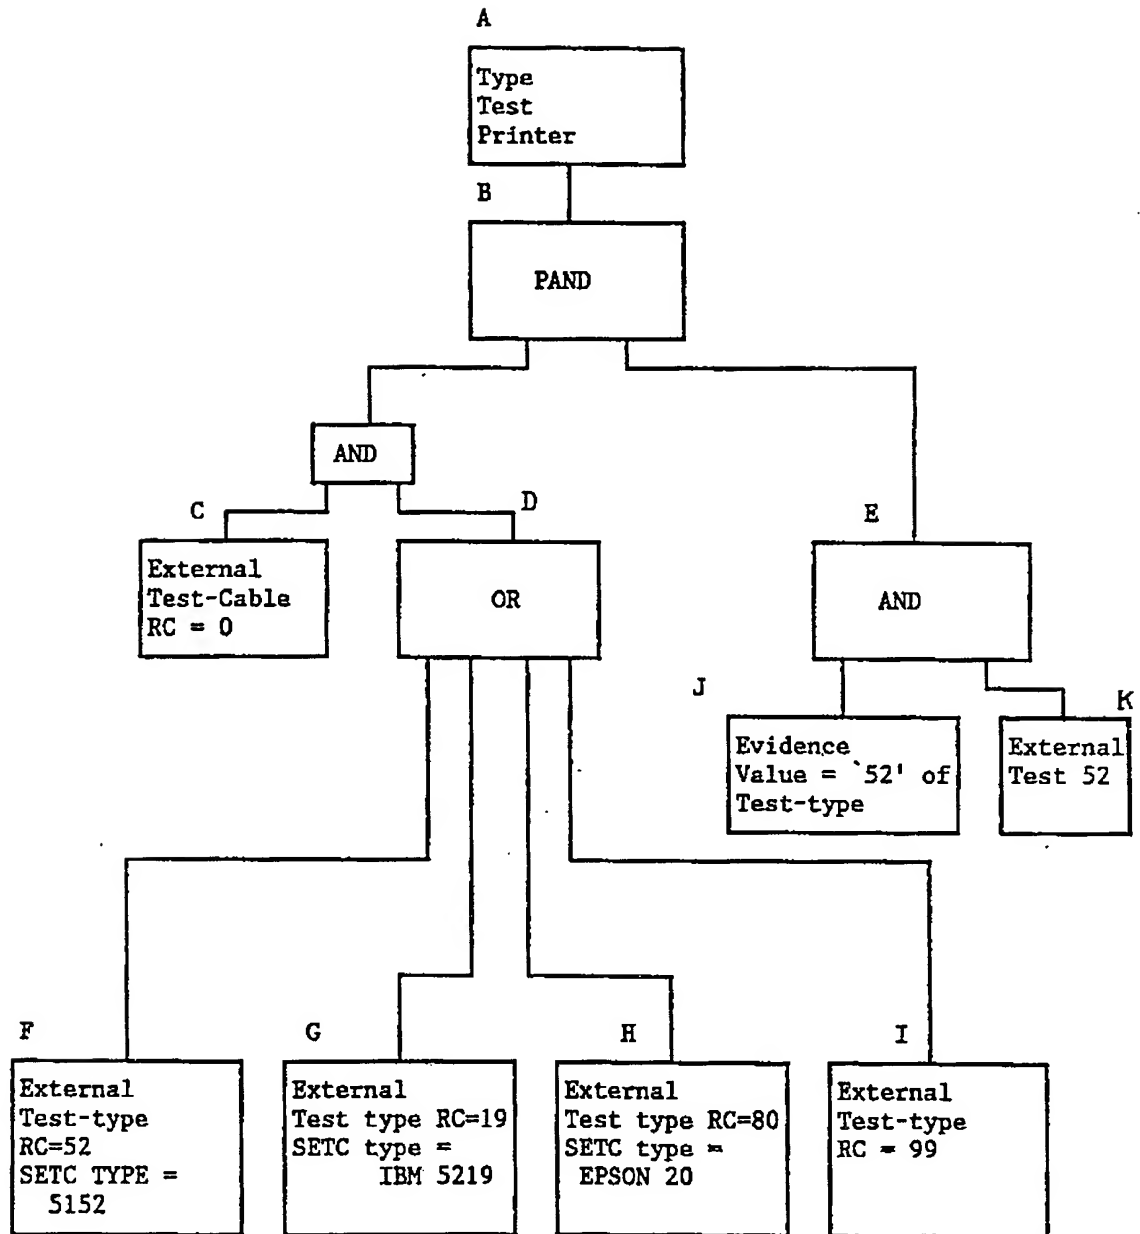 A
Type
Test
Printer
B
PAND
AND
C
D
E
External
Test-Cable
RC = 0
OR
AND
J
K
Evidence
Value = `52' of
Test-type
External
Test 52
F
G
H
I
External
Test-type
RC=52
SETC TYPE =
5152
External
Test type RC=19
SETC type =
IBM 5219
External
Test type RC=80
SETC type =
EPSON 20
External
Test-type
RC = 99